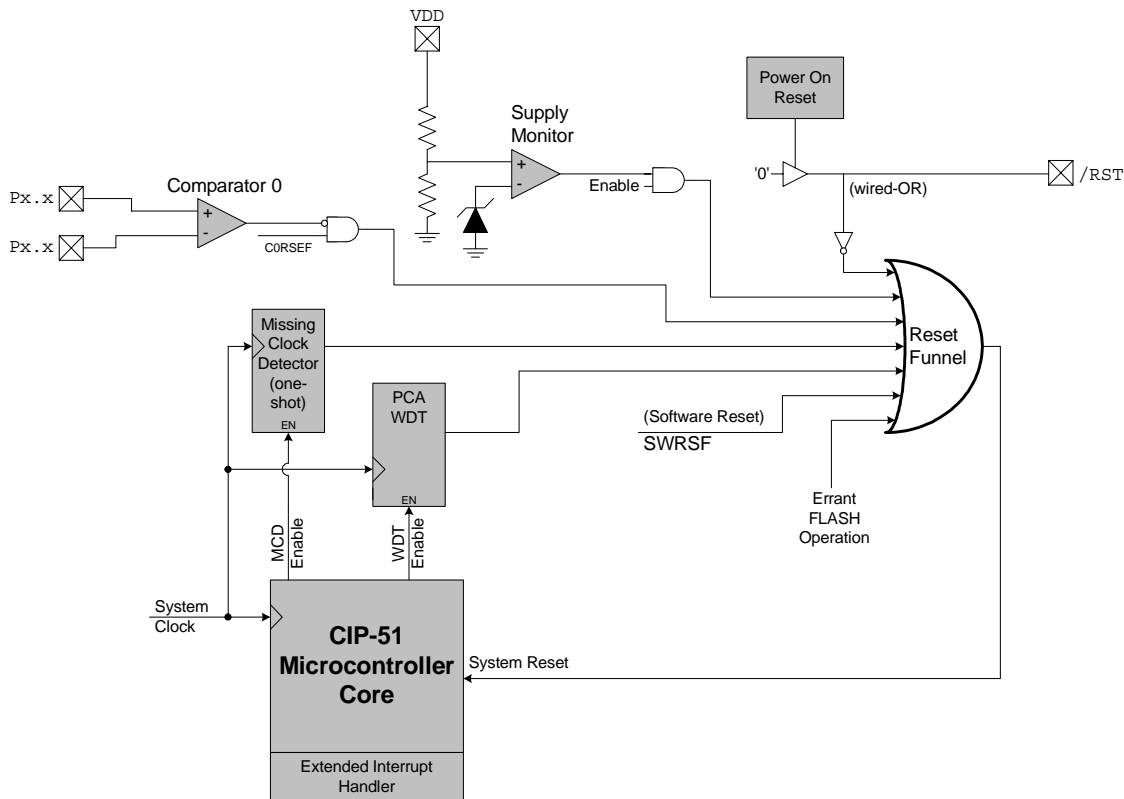 VDD
Power On
Reset
Supply
Monitor
+
-
Enable
'0'
(wired-OR)
/RST
Comparator 0
Px.x
Px.x
+
-
C0RSEF
Missing
Clock
Detector
(one-
shot)
EN
PCA
WDT
EN
Reset
Funnel
(Software Reset)
SWRSF
Errant
FLASH
Operation
MCD
Enable
WDT
Enable
System
Clock
CIP-51
Microcontroller
Core
System Reset
Extended Interrupt
Handler